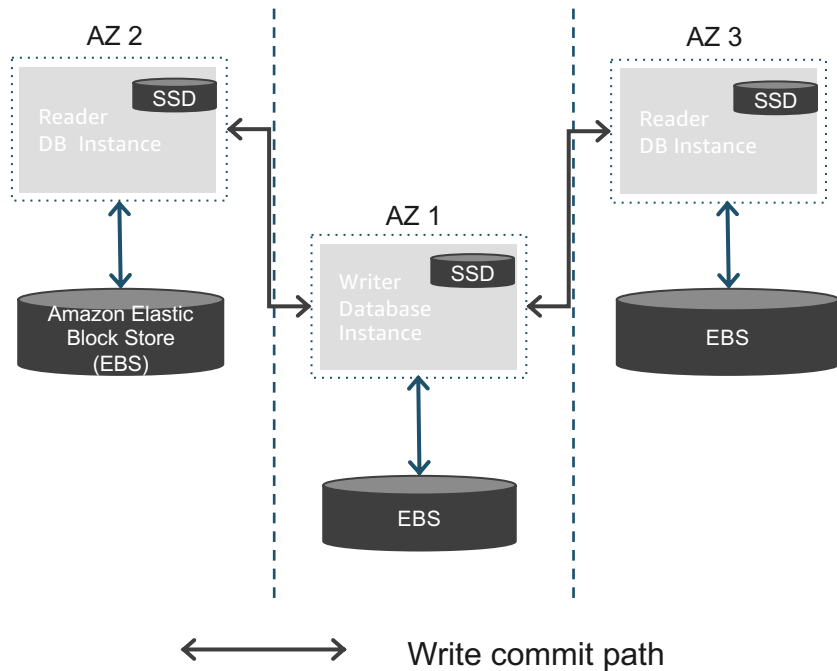 AZ 2
SSD
Reader
DB Instance
Amazon Elastic
Block Store
(EBS)
AZ 1
SSD
Writer
Database
Instance
EBS
AZ 3
SSD
Reader
DB Instance
EBS
Write commit path